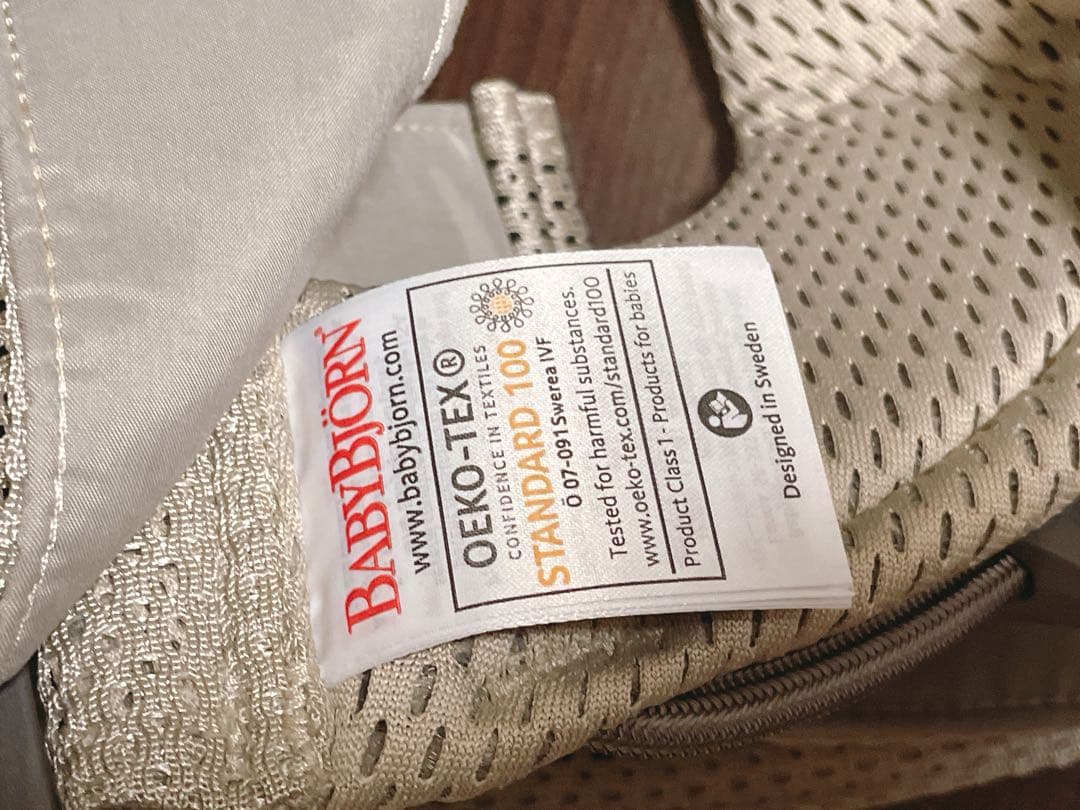 BABYBJÖRN®
www.babybjorn.com
OEKO-TEX®
CONFIDENCE IN TEXTILES
STANDARD 100
Ö 07-091 Swerea IVF
Tested for harmful substances.
www.oeko-tex.com/standard100
Product Class 1 - Products for babies
Designed in Sweden